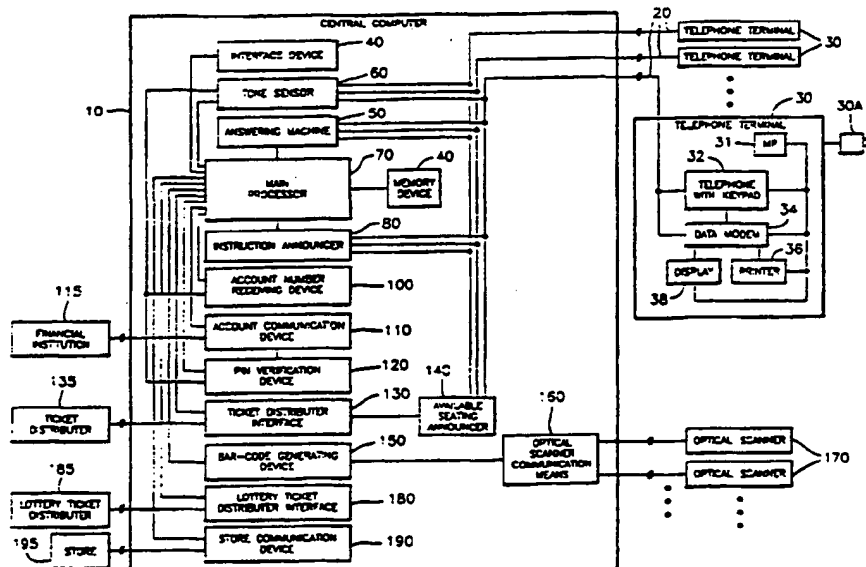 CENTRAL COMPUTER
10
INTERFACE DEVICE
40
TONE SENSOR
60
ANSWERING MACHINE
50
MAIN
PROCESSOR
70
MEMORY
DEVICE
40
INSTRUCTION ANNOUNCER
80
ACCOUNT NUMBER
RECEIVING DEVICE
100
ACCOUNT COMMUNICATION
DEVICE
110
PIN VERIFICATION
DEVICE
120
TICKET DISTRIBUTER
INTERFACE
130
AVAILABLE
SEATING
ANNOUNCER
140
BAR-CODE GENERATING
DEVICE
150
OPTICAL
SCANNER
COMMUNICATION
MEANS
160
LOTTERY TICKET
DISTRIBUTER INTERFACE
180
STORE COMMUNICATION
DEVICE
190
115
FINANCIAL
INSTITUTION
135
TICKET
DISTRIBUTER
185
LOTTERY TICKET
DISTRIBUTER
195
STORE
20
TELEPHONE TERMINAL
TELEPHONE TERMINAL
30
30
30A
TELEPHONE TERMINAL
31
MP
32
TELEPHONE
WITH KEYPAD
34
DATA MODEM
36
DISPLAY
PRINTER
38
OPTICAL SCANNER
OPTICAL SCANNER
170